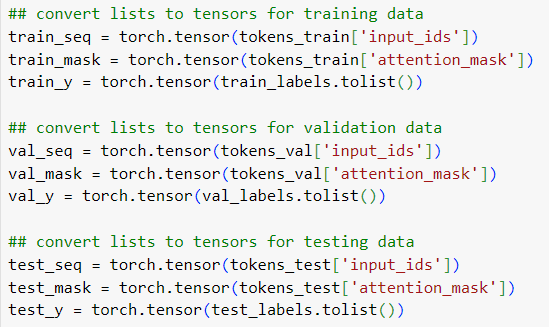 ## convert lists to tensors for training data
train_seq = torch.tensor(tokens_train['input_ids'])
train_mask = torch.tensor(tokens_train['attention_mask'])
train_y = torch.tensor(train_labels.tolist())

## convert lists to tensors for validation data
val_seq = torch.tensor(tokens_val['input_ids'])
val_mask = torch.tensor(tokens_val['attention_mask'])
val_y = torch.tensor(val_labels.tolist())

## convert lists to tensors for testing data
test_seq = torch.tensor(tokens_test['input_ids'])
test_mask = torch.tensor(tokens_test['attention_mask'])
test_y = torch.tensor(test_labels.tolist())